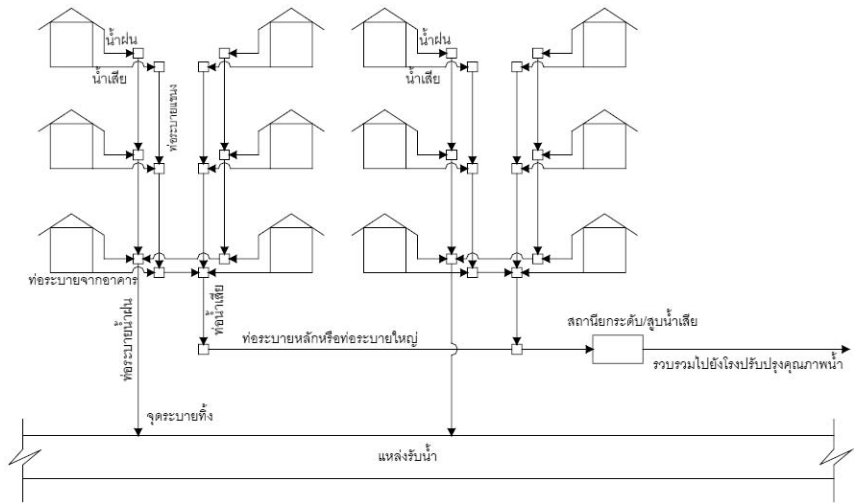 น้ำฝน
น้ำเสีย
ท่อระบายแขนง
น้ำฝน
น้ำเสีย
ท่อระบายจากอาคาร
ท่อระบายน้ำฝน
ท่อน้ำเสีย
ท่อระบายหลักหรือท่อระบายใหญ่
สถานียกระดับ/สูบน้ำเสีย
รวบรวมไปยังโรงปรับปรุงคุณภาพน้ำ
จุดระบายทิ้ง
แหล่งรับน้ำ